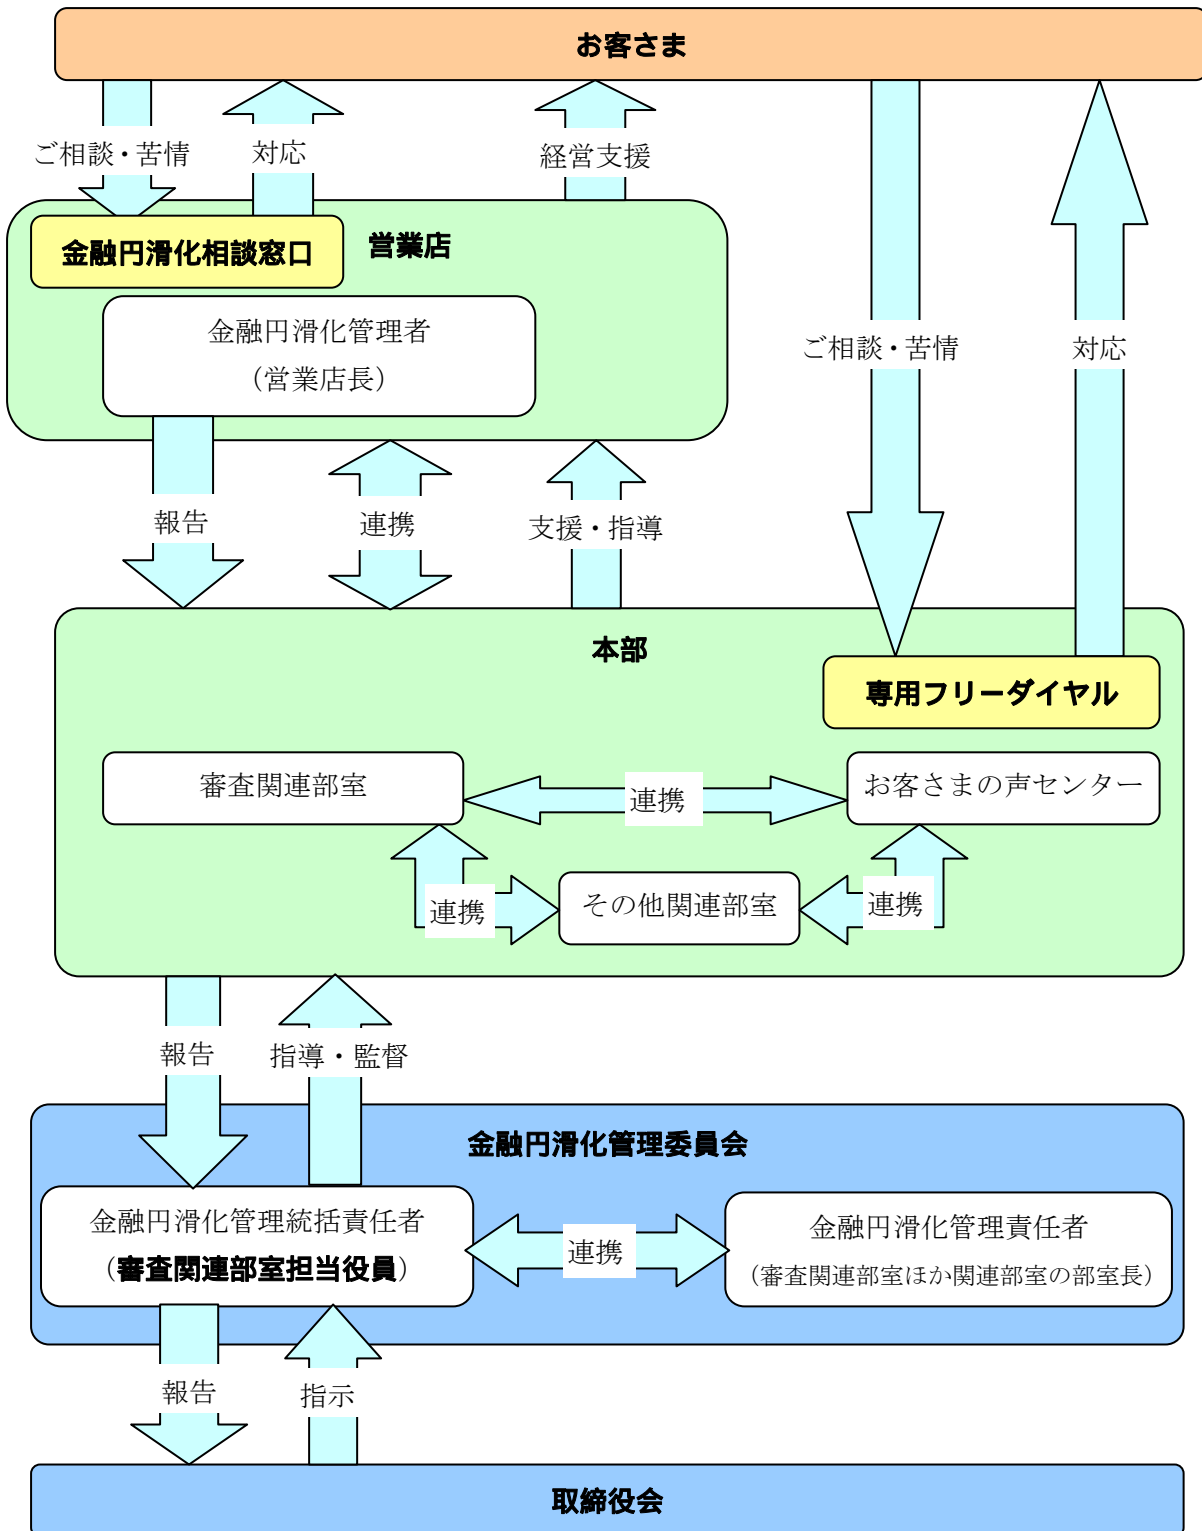 お客さま
ご相談・苦情
対応
経営支援
金融円滑化相談窓口
営業店
金融円滑化管理者
（営業店長）
ご相談・苦情
対応
報告
連携
支援・指導
本部
専用フリーダイヤル
審査関連部室
連携
お客さまの声センター
連携
その他関連部室
連携
報告
指導・監督
金融円滑化管理委員会
金融円滑化管理統括責任者
（審査関連部室担当役員）
連携
金融円滑化管理責任者
（審査関連部室ほか関連部室の部室長）
報告
指示
取締役会